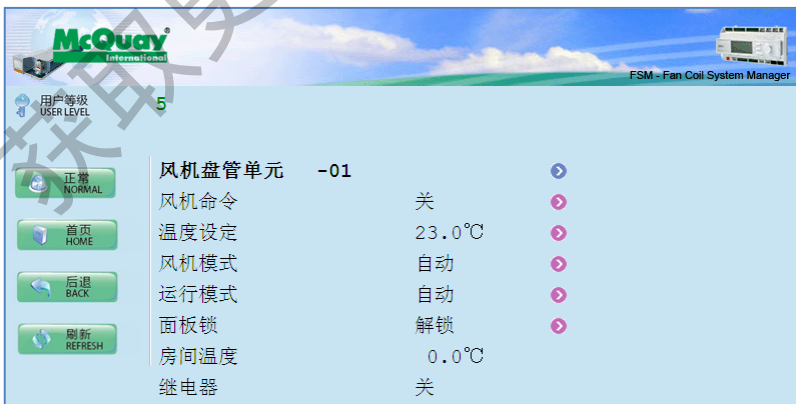 McQuay
International
FSM - Fan Coil System Manager
用户等级 5
USER LEVEL
风机盘管单元 -01
正常
NORMAL
风机命令 关
首页
HOME
温度设定 23.0℃
风机模式 自动
后退
BACK
运行模式 自动
面板锁 解锁
刷新
REFRESH
房间温度 0.0℃
继电器 关
获取